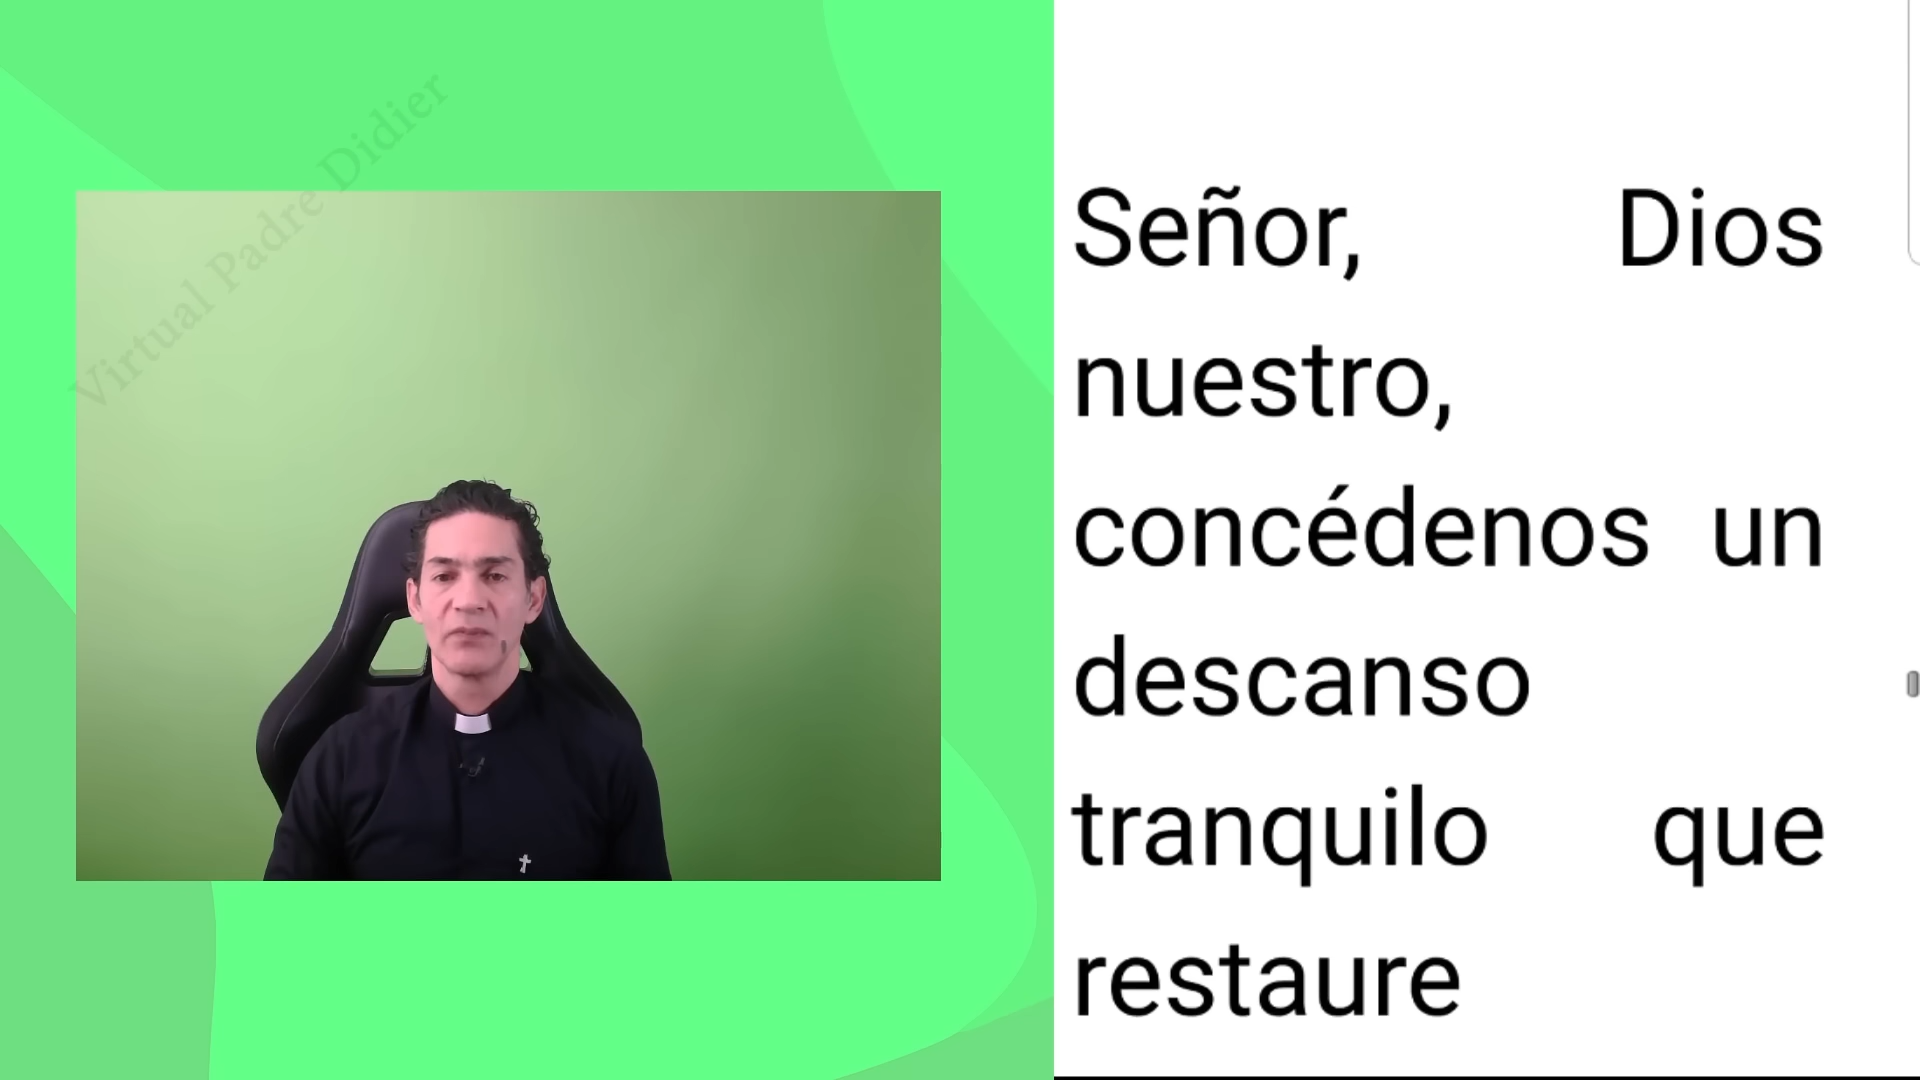 Virtual Padre Didier
Señor, Dios
nuestro,
concédenos un
descanso
tranquilo que
restaure